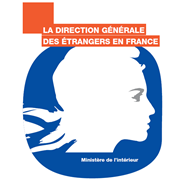 LA DIRECTION GÉNÉRALE
DES ÉTRANGERS EN FRANCE
Ministère de l'intérieur